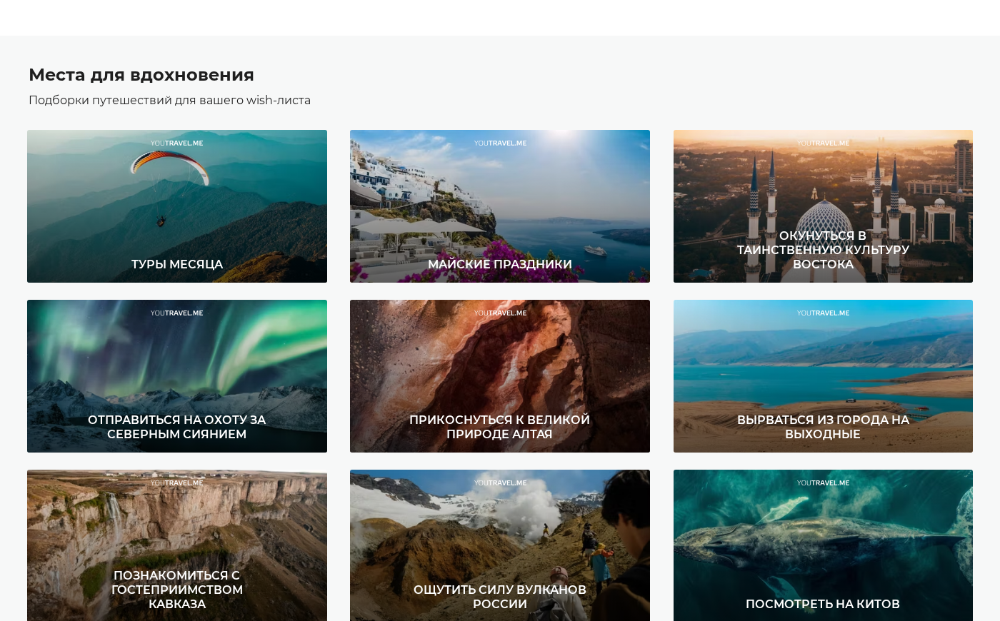 Места для вдохновения
Подборки путешествий для вашего wish-листа
YOUTRAVEL.ME
ТУРЫ МЕСЯЦА
YOUTRAVEL.ME
МАЙСКИЕ ПРАЗДНИКИ
YOUTRAVEL.ME
ОКУНУТЬСЯ В
ТАИНСТВЕННУЮ КУЛЬТУРУ
ВОСТОКА
YOUTRAVEL.ME
ОТПРАВИТЬСЯ НА ОХОТУ ЗА
СЕВЕРНЫМ СИЯНИЕМ
YOUTRAVEL.ME
ПРИКОСНУТЬСЯ К ВЕЛИКОЙ
ПРИРОДЕ АЛТАЯ
YOUTRAVEL.ME
ВЫРВАТЬСЯ ИЗ ГОРОДА НА
ВЫХОДНЫЕ
YOUTRAVEL.ME
ПОЗНАКОМИТЬСЯ С
ГОСТЕПРИИМСТВОМ
КАВКАЗА
YOUTRAVEL.ME
ОЩУТИТЬ СИЛУ ВУЛКАНОВ
РОССИИ
YOUTRAVEL.ME
ПОСМОТРЕТЬ НА КИТОВ